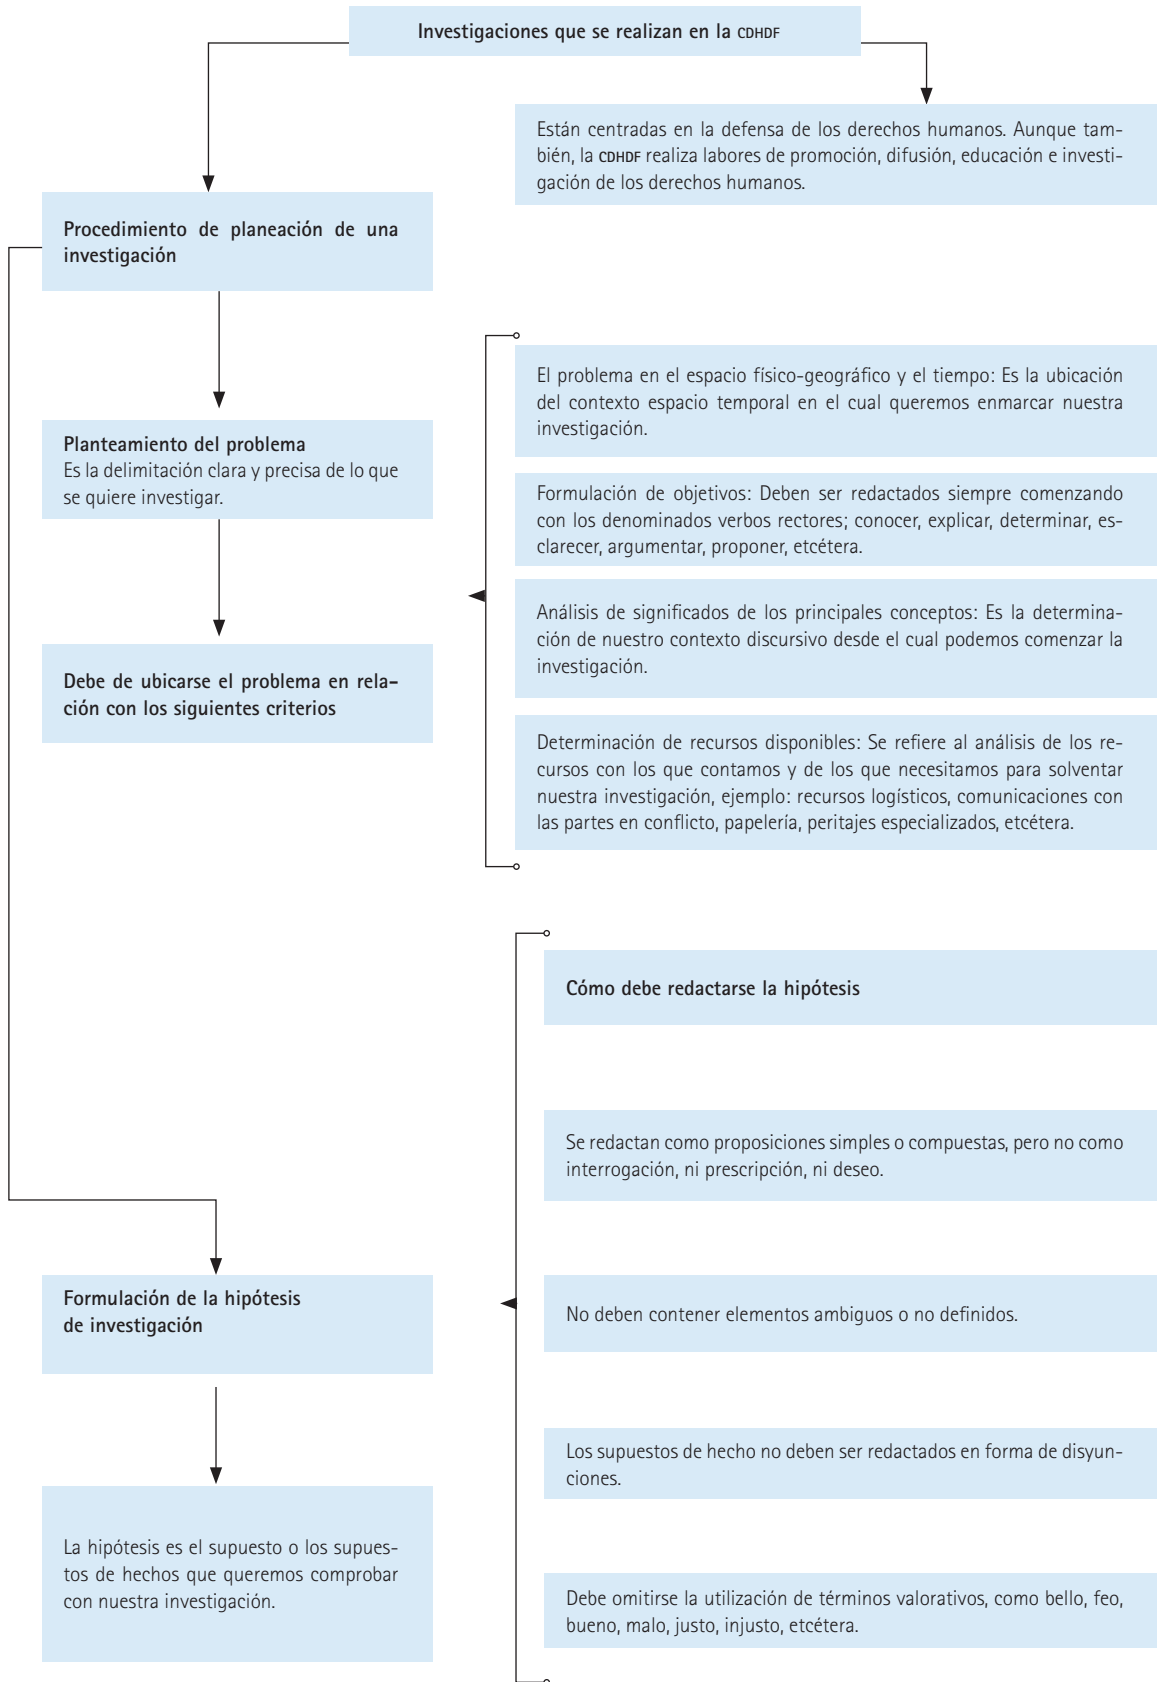 Investigaciones que se realizan en la CDHDF
Están centradas en la defensa de los derechos humanos. Aunque tam-
bién, la CDHDF realiza labores de promoción, difusión, educación e investi-
gación de los derechos humanos.
Procedimiento de planeación de una
investigación
Planteamiento del problema
Es la delimitación clara y precisa de lo que
se quiere investigar.
Debe de ubicarse el problema en rela-
ción con los siguientes criterios
El problema en el espacio físico-geográfico y el tiempo: Es la ubicación
del contexto espacio temporal en el cual queremos enmarcar nuestra
investigación.
Formulación de objetivos: Deben ser redactados siempre comenzando
con los denominados verbos rectores; conocer, explicar, determinar, es-
clarecer, argumentar, proponer, etcétera.
Análisis de significados de los principales conceptos: Es la determina-
ción de nuestro contexto discursivo desde el cual podemos comenzar la
investigación.
Determinación de recursos disponibles: Se refiere al análisis de los re-
cursos con los que contamos y de los que necesitamos para solventar
nuestra investigación, ejemplo: recursos logísticos, comunicaciones con
las partes en conflicto, papelería, peritajes especializados, etcétera.
Formulación de la hipótesis
de investigación
La hipótesis es el supuesto o los supues-
tos de hechos que queremos comprobar
con nuestra investigación.
Cómo debe redactarse la hipótesis
Se redactan como proposiciones simples o compuestas, pero no como
interrogación, ni prescripción, ni deseo.
No deben contener elementos ambiguos o no definidos.
Los supuestos de hecho no deben ser redactados en forma de disyun-
ciones.
Debe omitirse la utilización de términos valorativos, como bello, feo,
bueno, malo, justo, injusto, etcétera.